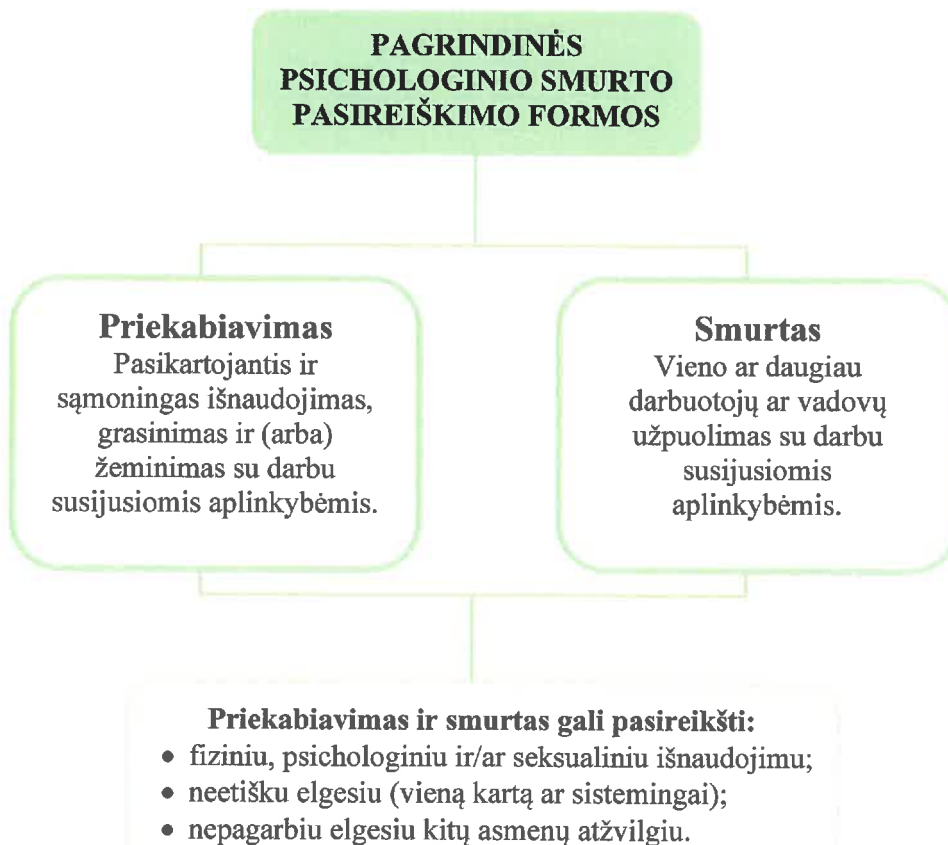 PAGRINDINĖS
PSICHOLOGINIO SMURTO
PASIREIŠKIMO FORMOS
Priekabiavimas
Pasikartojantis ir
sąmoningas išnaudojimas,
grasinimas ir (arba)
žeminimas su darbu
susijusiomis aplinkybėmis.
Smurtas
Vieno ar daugiau
darbuotojų ar vadovų
užpuolimas su darbu
susijusiomis
aplinkybėmis.
Priekabiavimas ir smurtas gali pasireikšti:
• fiziniu, psichologiniu ir/ar seksualiniu išnaudojimu;
• neetišku elgesiu (vieną kartą ar sistemingai);
• nepagarbiu elgesiu kitų asmenų atžvilgiu.